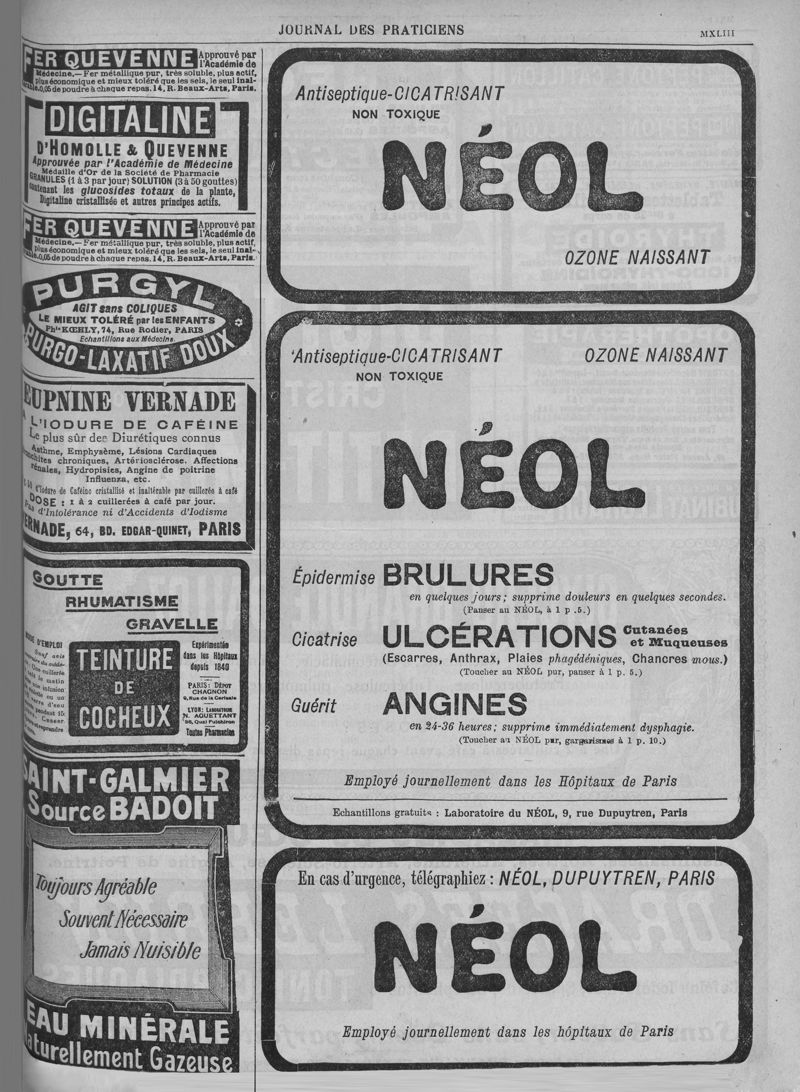 JOURNAL DES PRATICIENS
MXLIII
FER QUEVENNE Approuvé par
l'Académie de
Médecine.— Fer métallique pur, très soluble, plus actif,
plus économique et mieux toléré que les sels, le seul inal-
0,05 de poudre à chaque repas. 14, R. Beaux-Arts, Paris.
DIGITALINE
D'HOMOLLE & QUEVENNE
Approuvée par l'Académie de Médecine
Médaille d'Or de la Société de Pharmacie
GRANULES (1 à 3 par jour) SOLUTION (3 à 50 gouttes)
contenant les glucosides totaux de la plante,
Digitaline cristallisée et autres principes actifs.
FER QUEVENNE Approuvé par
l'Académie de
Médecine.— Fer métallique pur, très soluble, plus actif,
plus économique et mieux toléré que les sels, le seul inal-
0,05 de poudre à chaque repas. 14, R. Beaux-Arts, Paris.
PURGYL
AGIT sans COLIQUES
LE MIEUX TOLÉRÉ par les ENFANTS
Phie KŒHLY, 74, Rue Rodier, PARIS
Echantillons aux Médecins.
PURGO-LAXATIF DOUX
EUPNINE VERNADE
L'IODURE DE CAFÉINE
Le plus sûr des Diurétiques connus
Asthme, Emphysème, Lésions Cardiaques
chroniques, Artériosclérose. Affections
rénales, Hydropisies, Angine de poitrine
Influenza, etc.
d'Iodure de Caféine cristallisé et inaltérable par cuillerée à café
DOSE : 1 à 2 cuillerées à café par jour.
Pas d'Intolérance ni d'Accidents d'Iodisme
VERNADE, 64, BD. EDGAR-QUINET, PARIS
GOUTTE
RHUMATISME
GRAVELLE
TEINTURE
DE
COCHEUX
Expérimentée
dans les Hôpitaux
depuis 1840
PARIS: DÉPOT
CHAGNON
LYON: LABORATOIRE
N. AGUETTANT
Toutes Pharmacies
SAINT-GALMIER
Source BADOIT
Toujours Agréable
Souvent Nécessaire
Jamais Nuisible
EAU MINÉRALE
Naturellement Gazeuse
Antiseptique-CICATRISANT
NON TOXIQUE
NÉOL
OZONE NAISSANT
Antiseptique-CICATRISANT OZONE NAISSANT
NON TOXIQUE
NÉOL
Épidermise BRULURES
en quelques jours; supprime douleurs en quelques secondes.
(Panser au NÉOL, à 1 p .5.)
Cicatrise ULCÉRATIONS Cutanées
et Muqueuses
(Escarres, Anthrax, Plaies phagédéniques, Chancres mous.)
(Toucher au NÉOL pur, panser à 1 p. 5.)
Guérit ANGINES
en 24-36 heures; supprime immédiatement dysphagie.
(Toucher au NÉOL pur, gargarismes à 1 p. 10.)
Employé journellement dans les Hôpitaux de Paris
Echantillons gratuits : Laboratoire du NÉOL, 9, rue Dupuytren, Paris
En cas d'urgence, télégraphiez : NÉOL, DUPUYTREN, PARIS
NÉOL
Employé journellement dans les hôpitaux de Paris